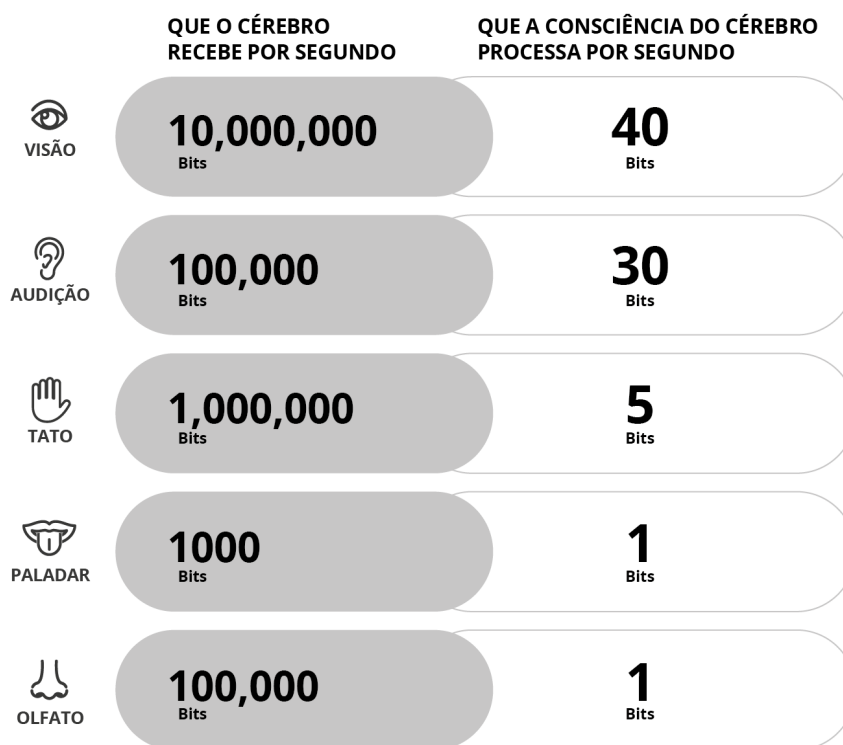 QUE O CÉREBRO
RECEBE POR SEGUNDO
QUE A CONSCIÊNCIA DO CÉREBRO
PROCESSA POR SEGUNDO
VISÃO
10,000,000
Bits
40
Bits
AUDIÇÃO
100,000
Bits
30
Bits
TATO
1,000,000
Bits
5
Bits
PALADAR
1000
Bits
1
Bits
OLFATO
100,000
Bits
1
Bits